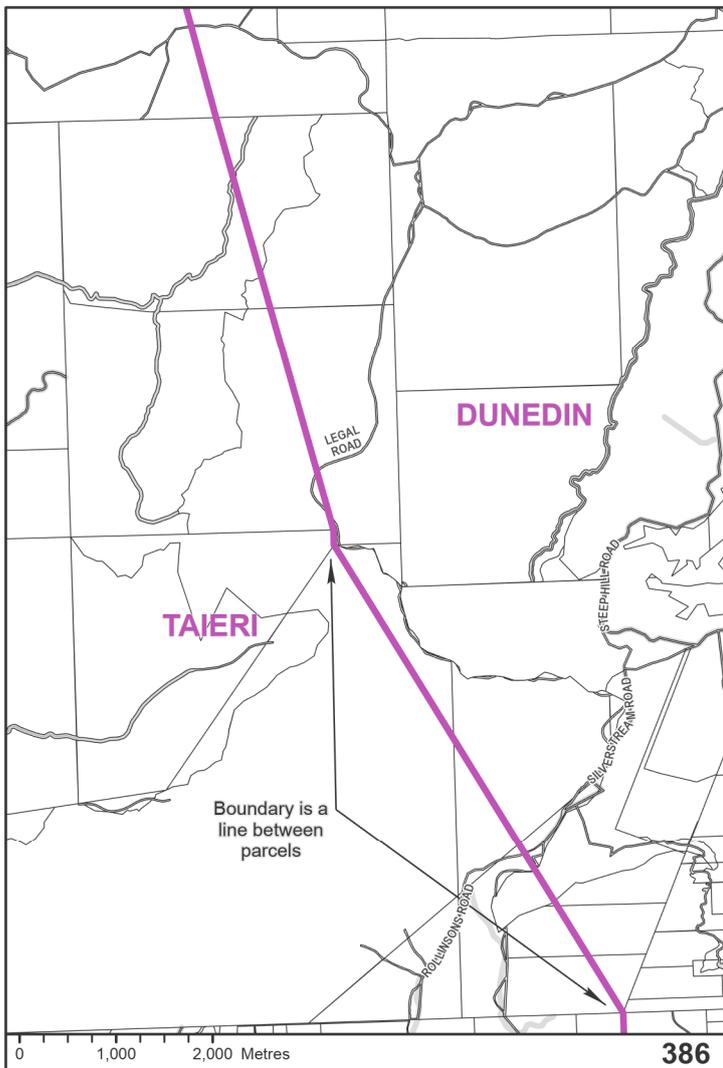 LEGAL
ROAD
DUNEDIN
STEEP HILL ROAD
TAIERI
SILVERSTREAM ROAD
Boundary is a
line between
parcels
ROLLINSONS ROAD
0 1,000 2,000 Metres
386